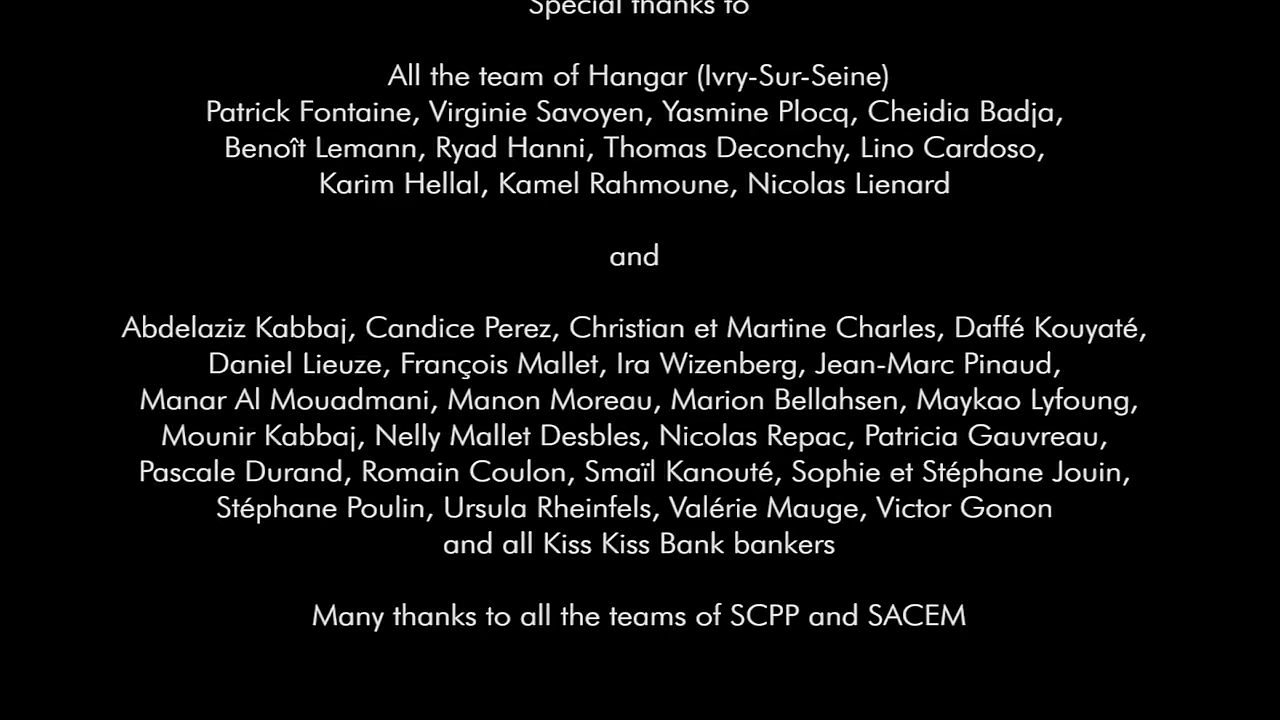 Special thanks to
All the team of Hangar (Ivry-Sur-Seine)
Patrick Fontaine, Virginie Savoyen, Yasmine Plocq, Cheidia Badja,
Benoît Lemann, Ryad Hanni, Thomas Deconchy, Lino Cardoso,
Karim Hellal, Kamel Rahmoune, Nicolas Lienard
and
Abdelaziz Kabbaj, Candice Perez, Christian et Martine Charles, Daffé Kouyaté,
Daniel Lieuze, François Mallet, Ira Wizenberg, Jean-Marc Pinaud,
Manar Al Mouadmani, Manon Moreau, Marion Bellahsen, Maykao Lyfoung,
Mounir Kabbaj, Nelly Mallet Desbles, Nicolas Repac, Patricia Gauvreau,
Pascale Durand, Romain Coulon, Smaïl Kanouté, Sophie et Stéphane Jouin,
Stéphane Poulin, Ursula Rheinfels, Valérie Mauge, Victor Gonon
and all Kiss Kiss Bank bankers
Many thanks to all the teams of SCPP and SACEM